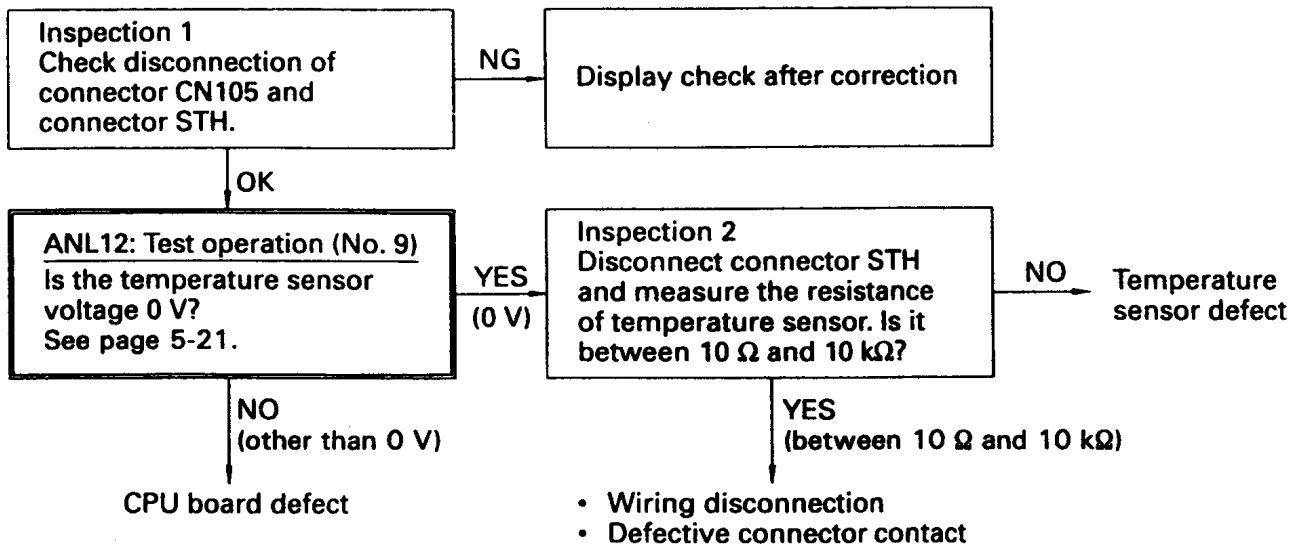 Inspection 1
Check disconnection of
connector CN105 and
connector STH.
NG
Display check after correction
OK
ANL12: Test operation (No. 9)
Is the temperature sensor
voltage 0 V?
See page 5-21.
YES
(0 V)
Inspection 2
Disconnect connector STH
and measure the resistance
of temperature sensor. Is it
between 10 Ω and 10 kΩ?
NO
Temperature
sensor defect
NO
(other than 0 V)
YES
(between 10 Ω and 10 kΩ)
CPU board defect
• Wiring disconnection
• Defective connector contact